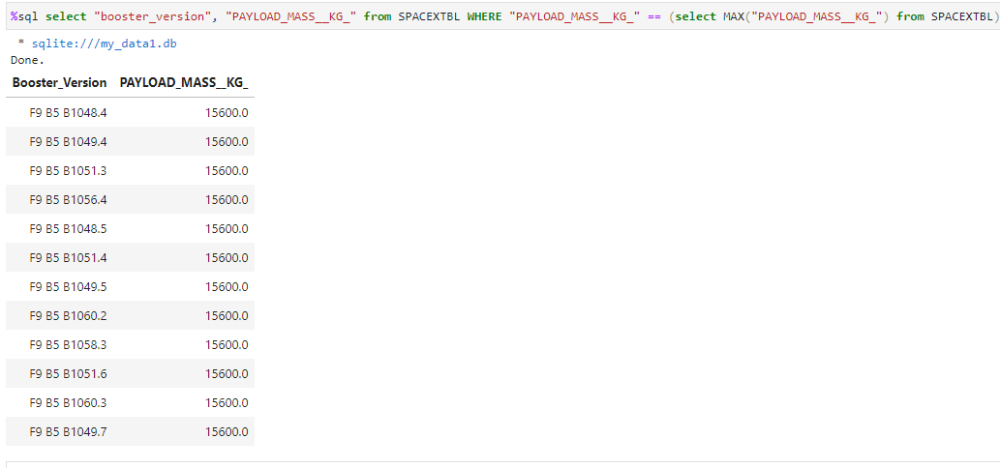 %sql select "booster_version", "PAYLOAD_MASS__KG_" from SPACEXTBL WHERE "PAYLOAD_MASS__KG_" == (select MAX("PAYLOAD_MASS__KG_") from SPACEXTBL)
* sqlite:///my_data1.db
Done.
Booster_Version PAYLOAD_MASS__KG_
F9 B5 B1048.4 15600.0
F9 B5 B1049.4 15600.0
F9 B5 B1051.3 15600.0
F9 B5 B1056.4 15600.0
F9 B5 B1048.5 15600.0
F9 B5 B1051.4 15600.0
F9 B5 B1049.5 15600.0
F9 B5 B1060.2 15600.0
F9 B5 B1058.3 15600.0
F9 B5 B1051.6 15600.0
F9 B5 B1060.3 15600.0
F9 B5 B1049.7 15600.0